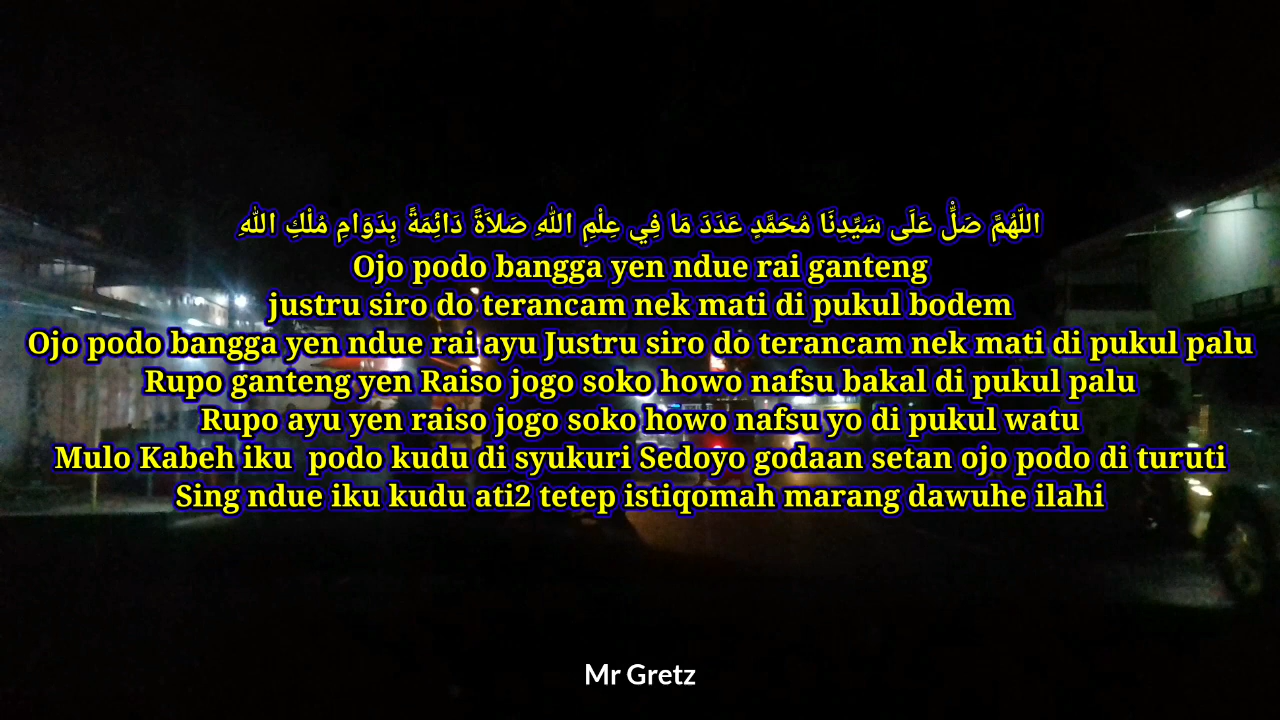 اللّهُمَّ صَلِّ عَلَى سَيِّدِنَا مُحَمَّدٍ عَدَدَ مَا فِي عِلْمِ اللهِ صَلاَةً دَائِمَةً بِدَوَامِ مُلْكِ اللهِ
Ojo podo bangga yen ndue rai ganteng
justru siro do terancam nek mati di pukul bodem
Ojo podo bangga yen ndue rai ayu Justru siro do terancam nek mati di pukul palu
Rupo ganteng yen Raiso jogo soko howo nafsu bakal di pukul palu
Rupo ayu yen raiso jogo soko howo nafsu yo di pukul watu
Mulo Kabeh iku  podo kudu di syukuri Sedoyo godaan setan ojo podo di turuti
Sing ndue iku kudu ati2 tetep istiqomah marang dawuhe ilahi
Mr Gretz